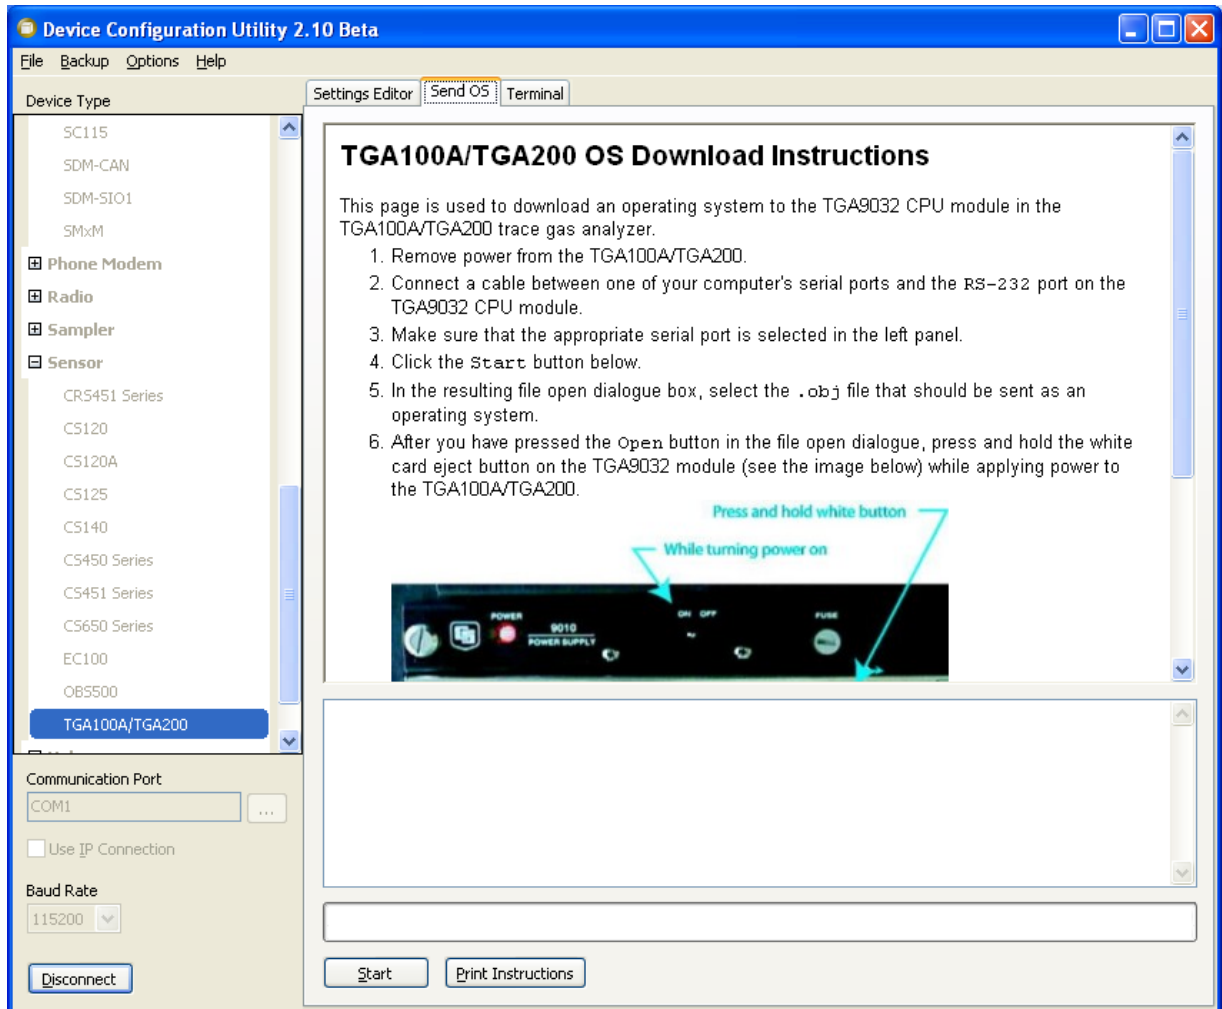 Device Configuration Utility 2.10 Beta
File Backup Options Help
Device Type
SC115
SDM-CAN
SDM-SIO1
SMxM
Phone Modem
Radio
Sampler
Sensor
CRS451 Series
CS120
CS120A
CS125
CS140
CS450 Series
CS451 Series
CS650 Series
EC100
OBS500
TGA100A/TGA200
Communication Port
COM1
...
Use IP Connection
Baud Rate
115200
Disconnect
Settings Editor Send OS Terminal
TGA100A/TGA200 OS Download Instructions
This page is used to download an operating system to the TGA9032 CPU module in the
TGA100A/TGA200 trace gas analyzer.
1. Remove power from the TGA100A/TGA200.
2. Connect a cable between one of your computer's serial ports and the RS-232 port on the
TGA9032 CPU module.
3. Make sure that the appropriate serial port is selected in the left panel.
4. Click the Start button below.
5. In the resulting file open dialogue box, select the .obj file that should be sent as an
operating system.
6. After you have pressed the Open button in the file open dialogue, press and hold the white
card eject button on the TGA9032 module (see the image below) while applying power to
the TGA100A/TGA200.
Press and hold white button
While turning power on
POWER
9010
POWER SUPPLY
ON OFF
FUSE
Start Print Instructions